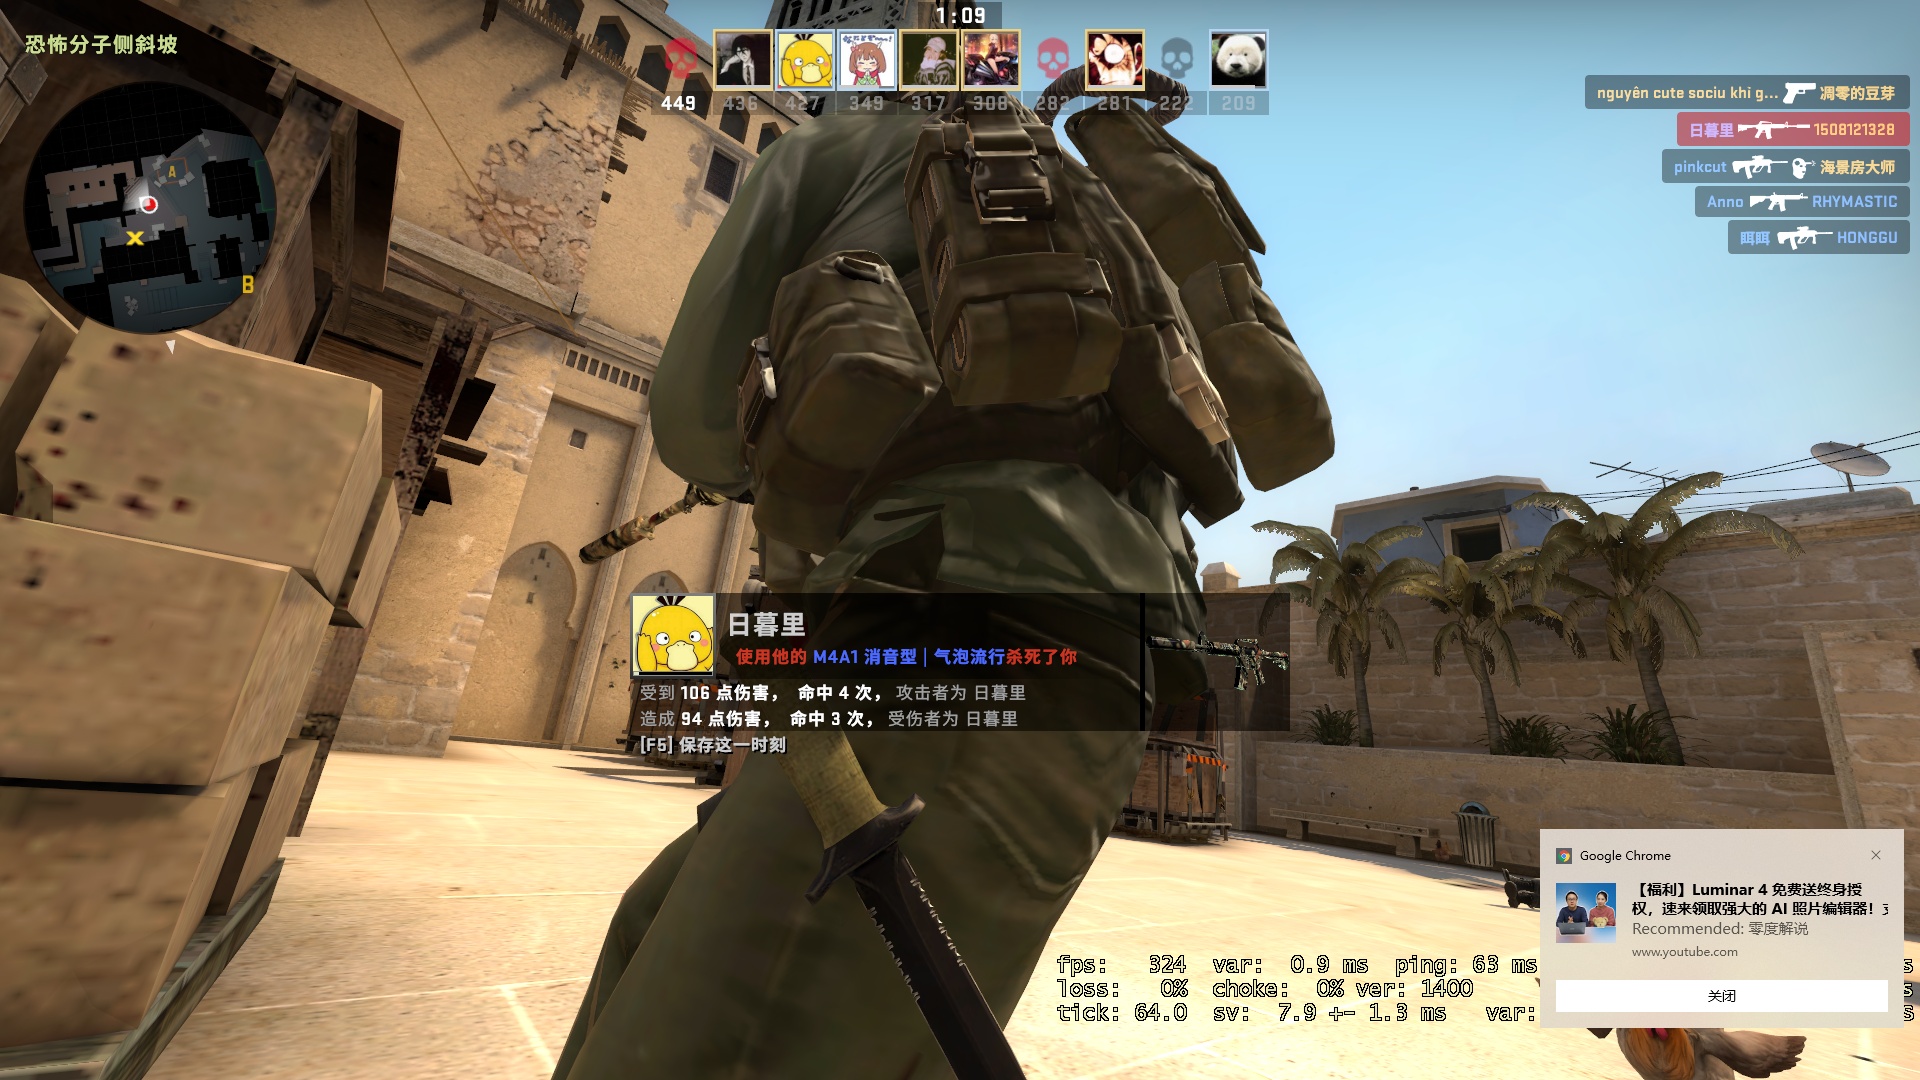 1:09
恐怖分子侧斜坡
449 436 427 349 317 308 282 281 222 209
A
B
nguyên cute sociu khi g... 凋零的豆芽
日暮里 1508121328
pinkcut 海景房大师
Anno RHYMASTIC
眶眶 HONGGU
日暮里
使用他的 M4A1 消音型 | 气泡流行杀死了你
受到 106 点伤害， 命中 4 次， 攻击者为 日暮里
造成 94 点伤害， 命中 3 次， 受伤者为 日暮里
[F5] 保存这一时刻
Google Chrome
【福利】Luminar 4 免费送终身授
权，速来领取强大的 AI 照片编辑器！
Recommended: 零度解说
www.youtube.com
关闭
fps: 324 var: 0.9 ms ping: 63 ms
loss: 0% choke: 0% ver: 1400
tick: 64.0 sv: 7.9 +- 1.3 ms var: